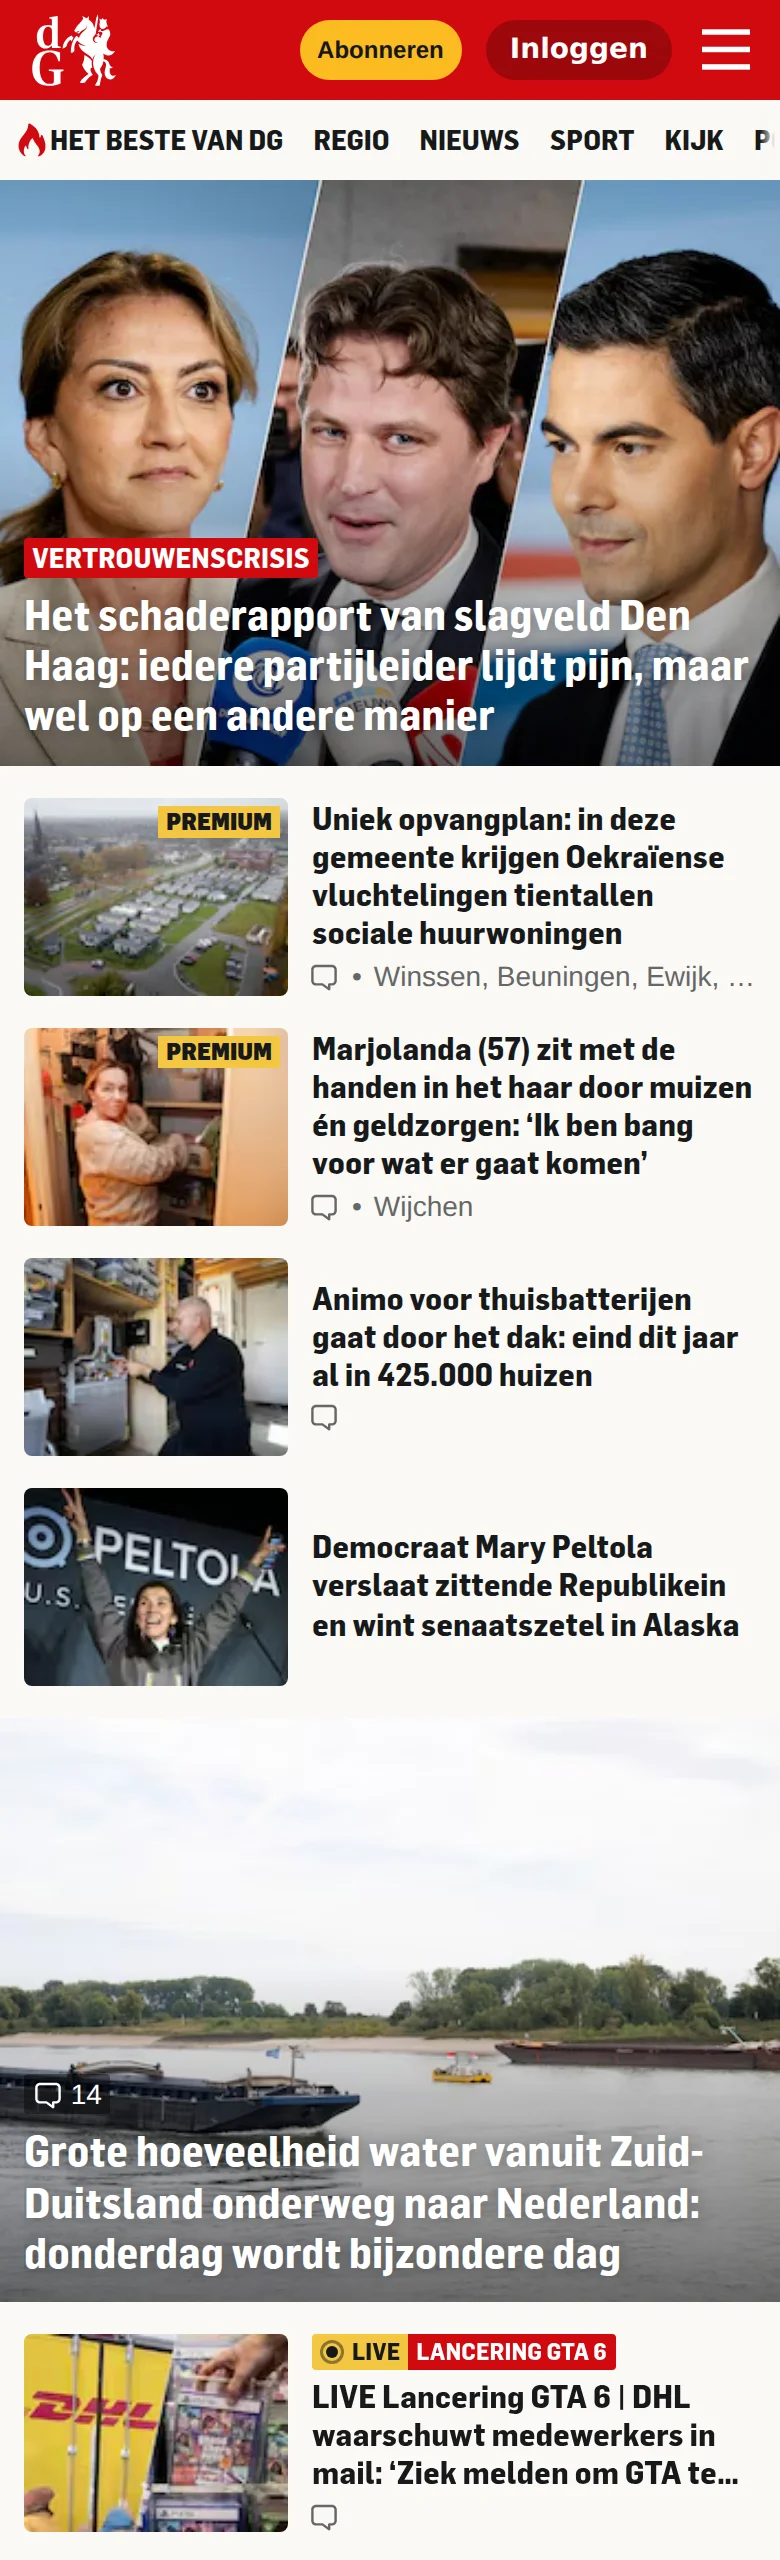 dG
Abonneren
Inloggen
HET BESTE VAN DG REGIO NIEUWS SPORT KIJK
VERTROUWENSCRISIS
Het schaderapport van slagveld Den
Haag: iedere partijleider lijdt pijn, maar
wel op een andere manier
PREMIUM
Uniek opvangplan: in deze
gemeente krijgen Oekraïense
vluchtelingen tientallen
sociale huurwoningen
• Winssen, Beuningen, Ewijk, ...
PREMIUM
Marjolanda (57) zit met de
handen in het haar door muizen
én geldzorgen: ‘Ik ben bang
voor wat er gaat komen’
• Wijchen
Animo voor thuisbatterijen
gaat door het dak: eind dit jaar
al in 425.000 huizen
PELTOLA
U.S.
Democraat Mary Peltola
verslaat zittende Republikein
en wint senaatszetel in Alaska
14
Grote hoeveelheid water vanuit Zuid-
Duitsland onderweg naar Nederland:
donderdag wordt bijzondere dag
DHL
LIVE LANCERING GTA 6
LIVE Lancering GTA 6 | DHL
waarschuwt medewerkers in
mail: ‘Ziek melden om GTA te...